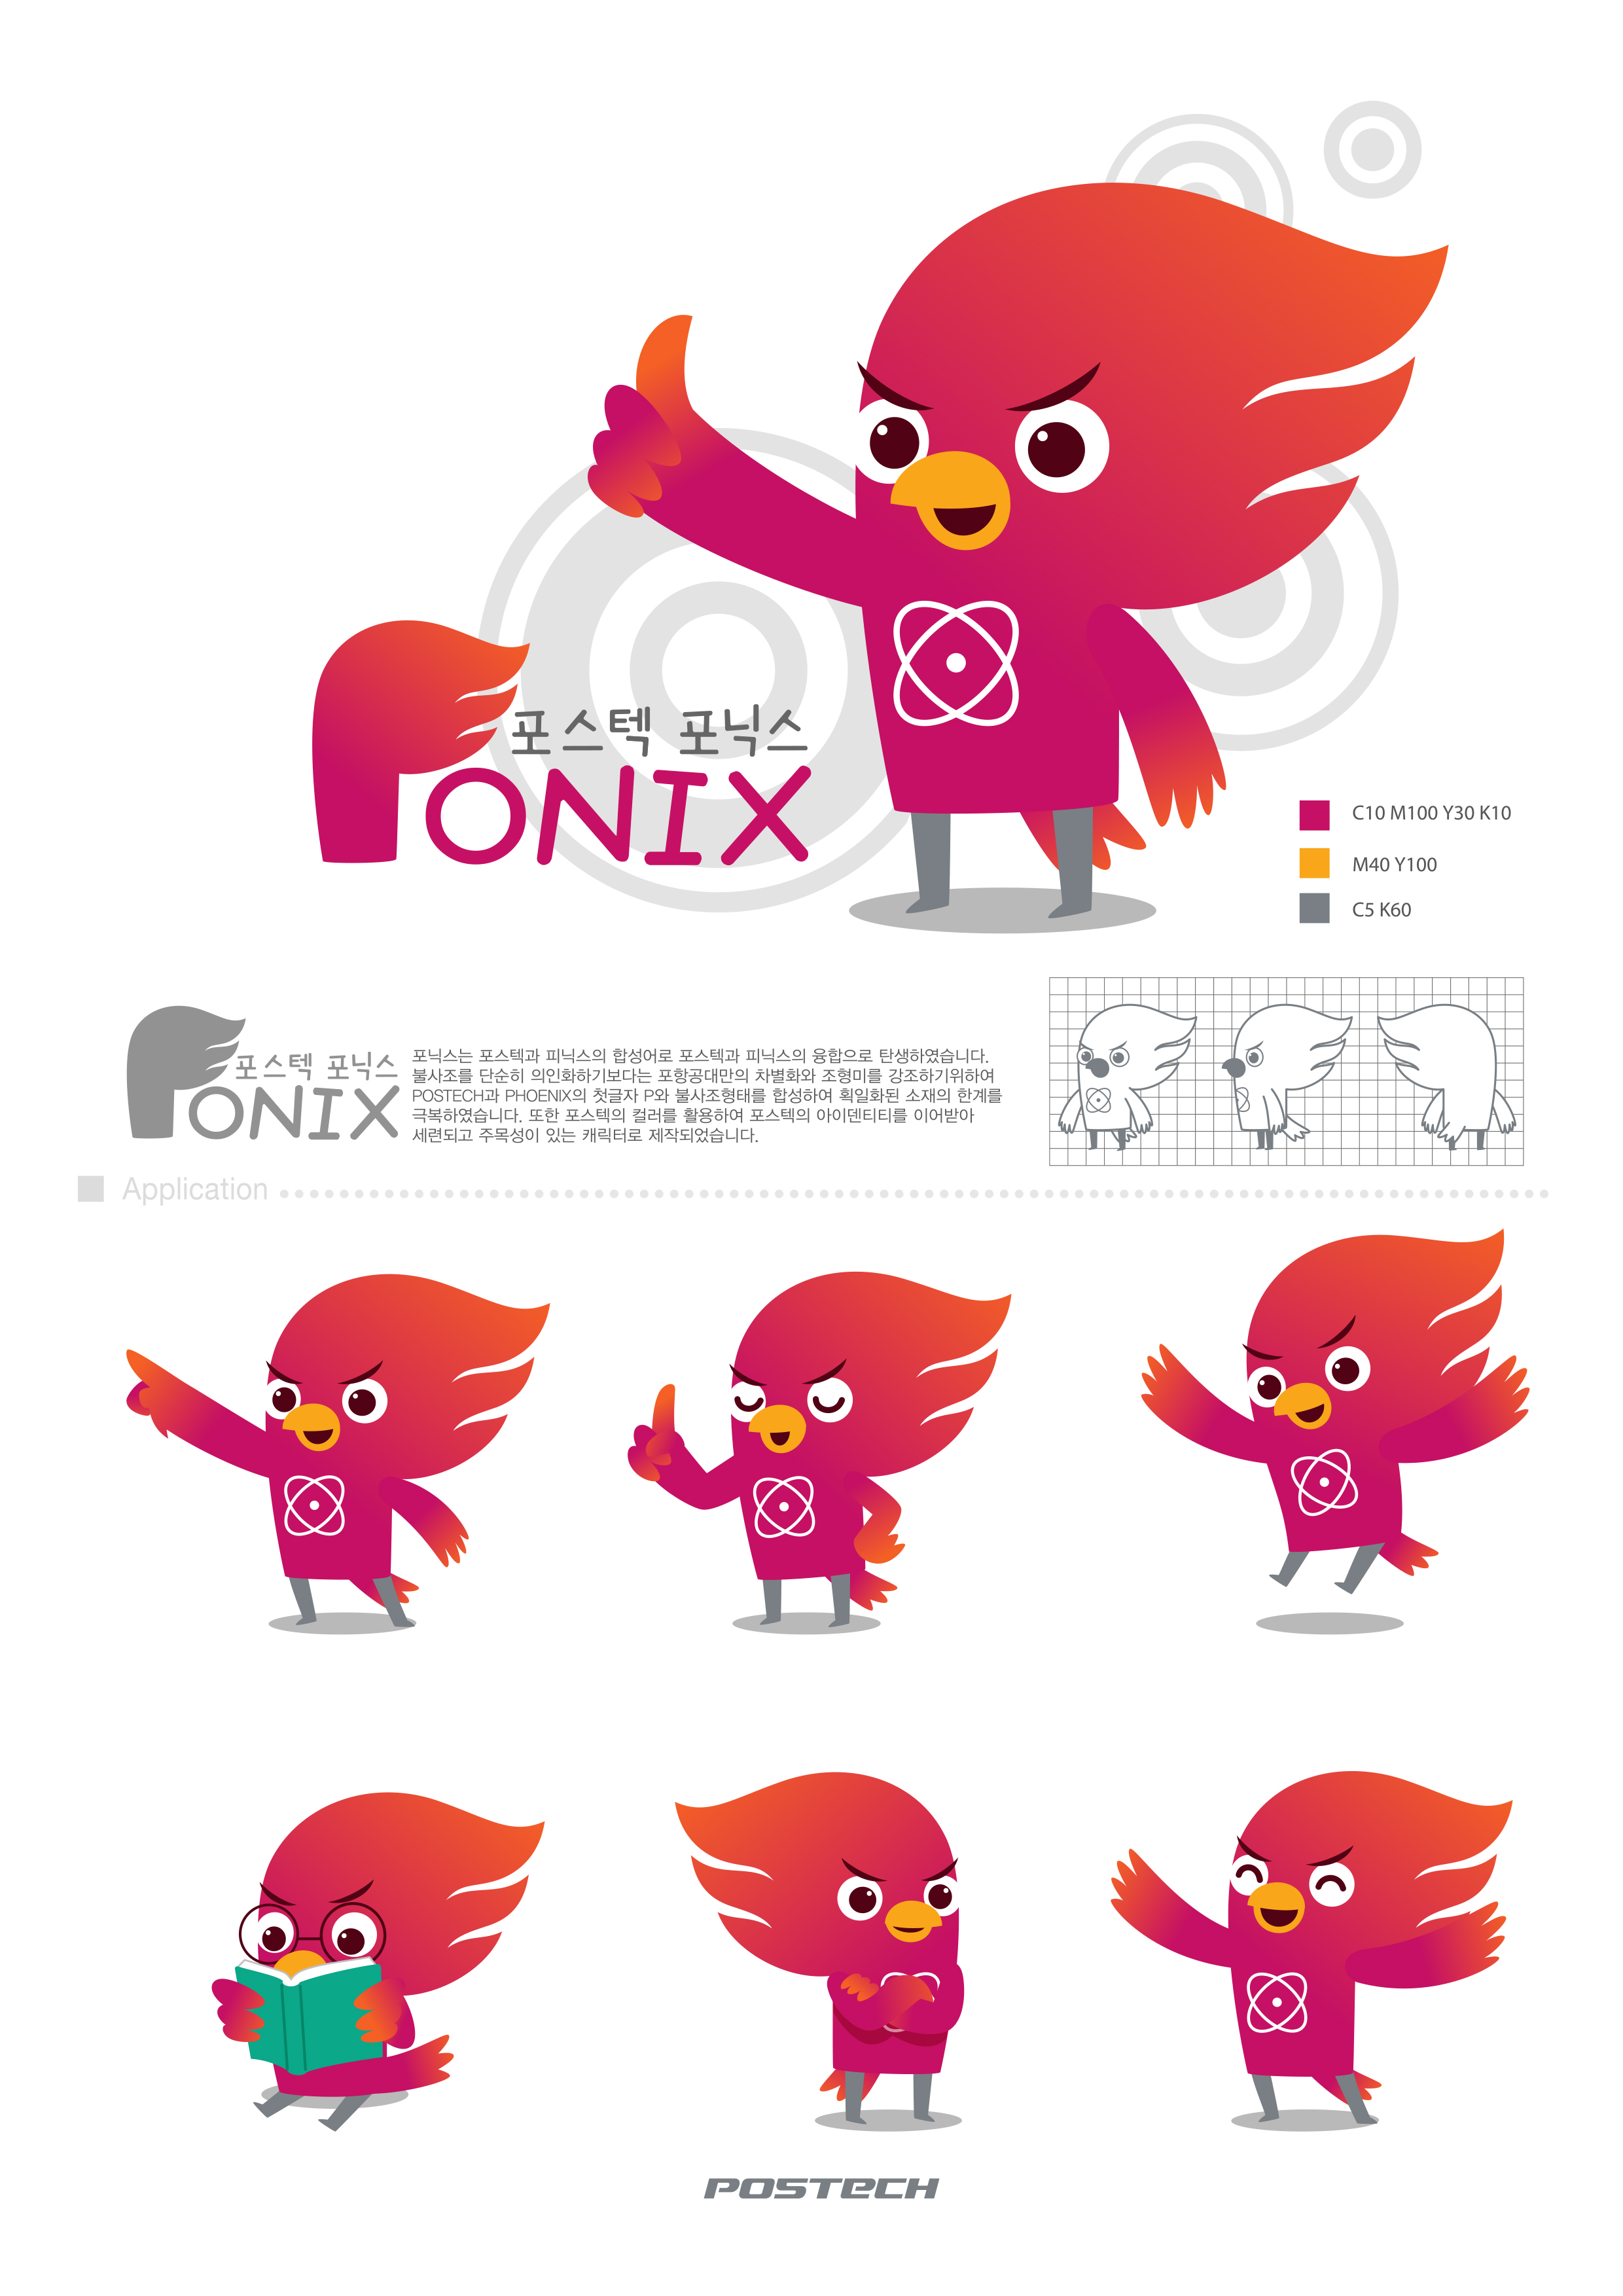 포스텍 포닉스
PONIX
C10 M100 Y30 K10
M40 Y100
C5 K60
포스텍 포닉스
PONIX
포닉스는 포스텍과 피닉스의 합성어로 포스텍과 피닉스의 융합으로 탄생하였습니다.
불사조를 단순히 의인화하기보다는 포항공대만의 차별화와 조형미를 강조하기위하여
POSTECH과 PHOENIX의 첫글자 P와 불사조형태를 합성하여 획일화된 소재의 한계를
극복하였습니다. 또한 포스텍의 컬러를 활용하여 포스텍의 아이덴티티를 이어받아
세련되고 주목성이 있는 캐릭터로 제작되었습니다.
Application
POSTECH